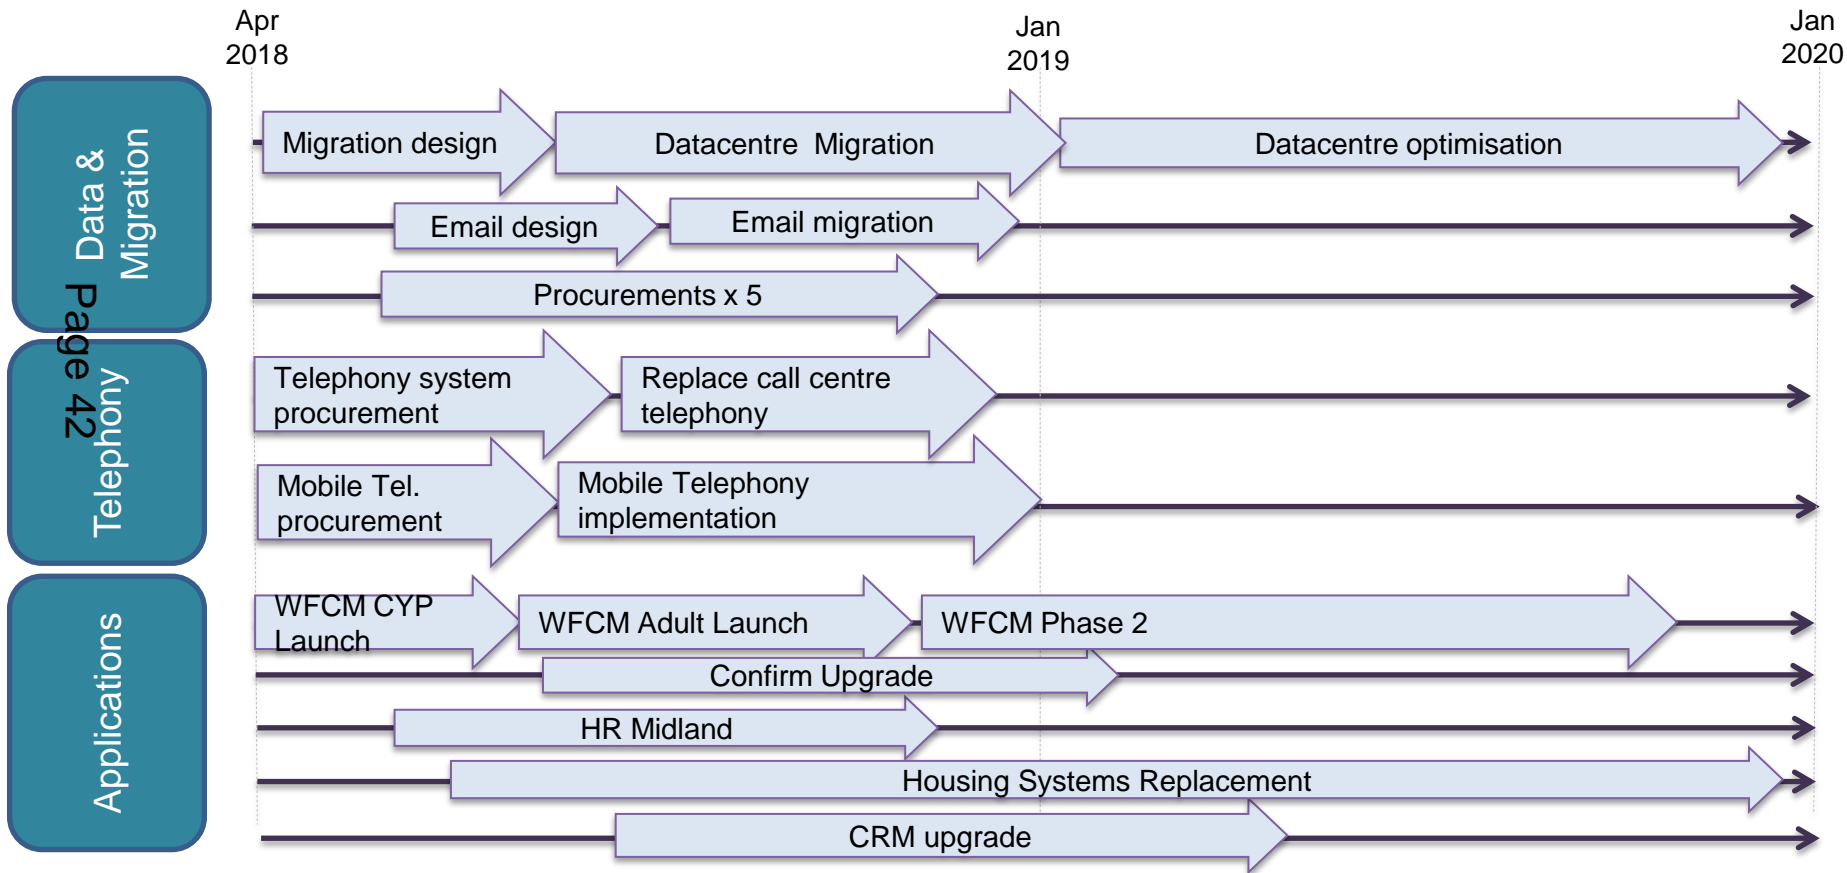 Apr
2018
Jan
2019
Jan
2020
Data &
Migration
Migration design
Datacentre  Migration
Datacentre optimisation
Email design
Email migration
Procurements x 5
Page 42
Telephony
Telephony system
procurement
Replace call centre
telephony
Mobile Tel.
procurement
Mobile Telephony
implementation
Applications
WFCM CYP
Launch
WFCM Adult Launch
WFCM Phase 2
Confirm Upgrade
HR Midland
Housing Systems Replacement
CRM upgrade